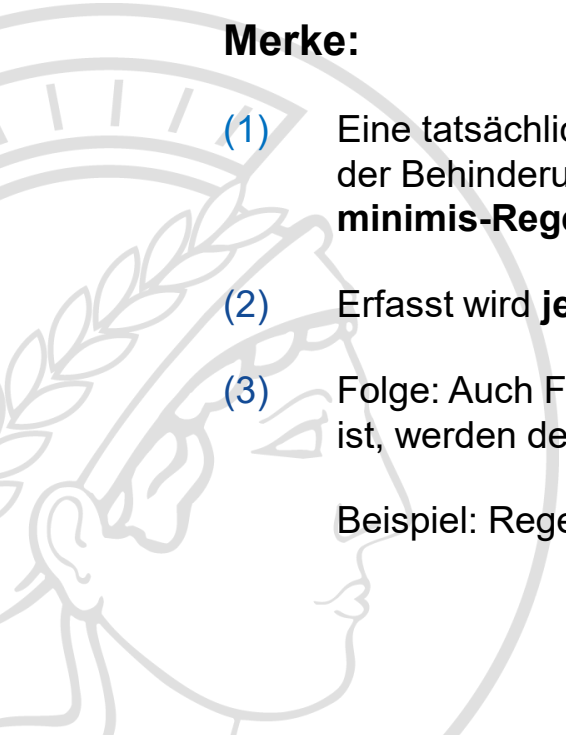 Merke:
(1) Eine tatsächlic
der Behinderu
minimis-Rege
(2) Erfasst wird je
(3) Folge: Auch F
ist, werden de
Beispiel: Rege